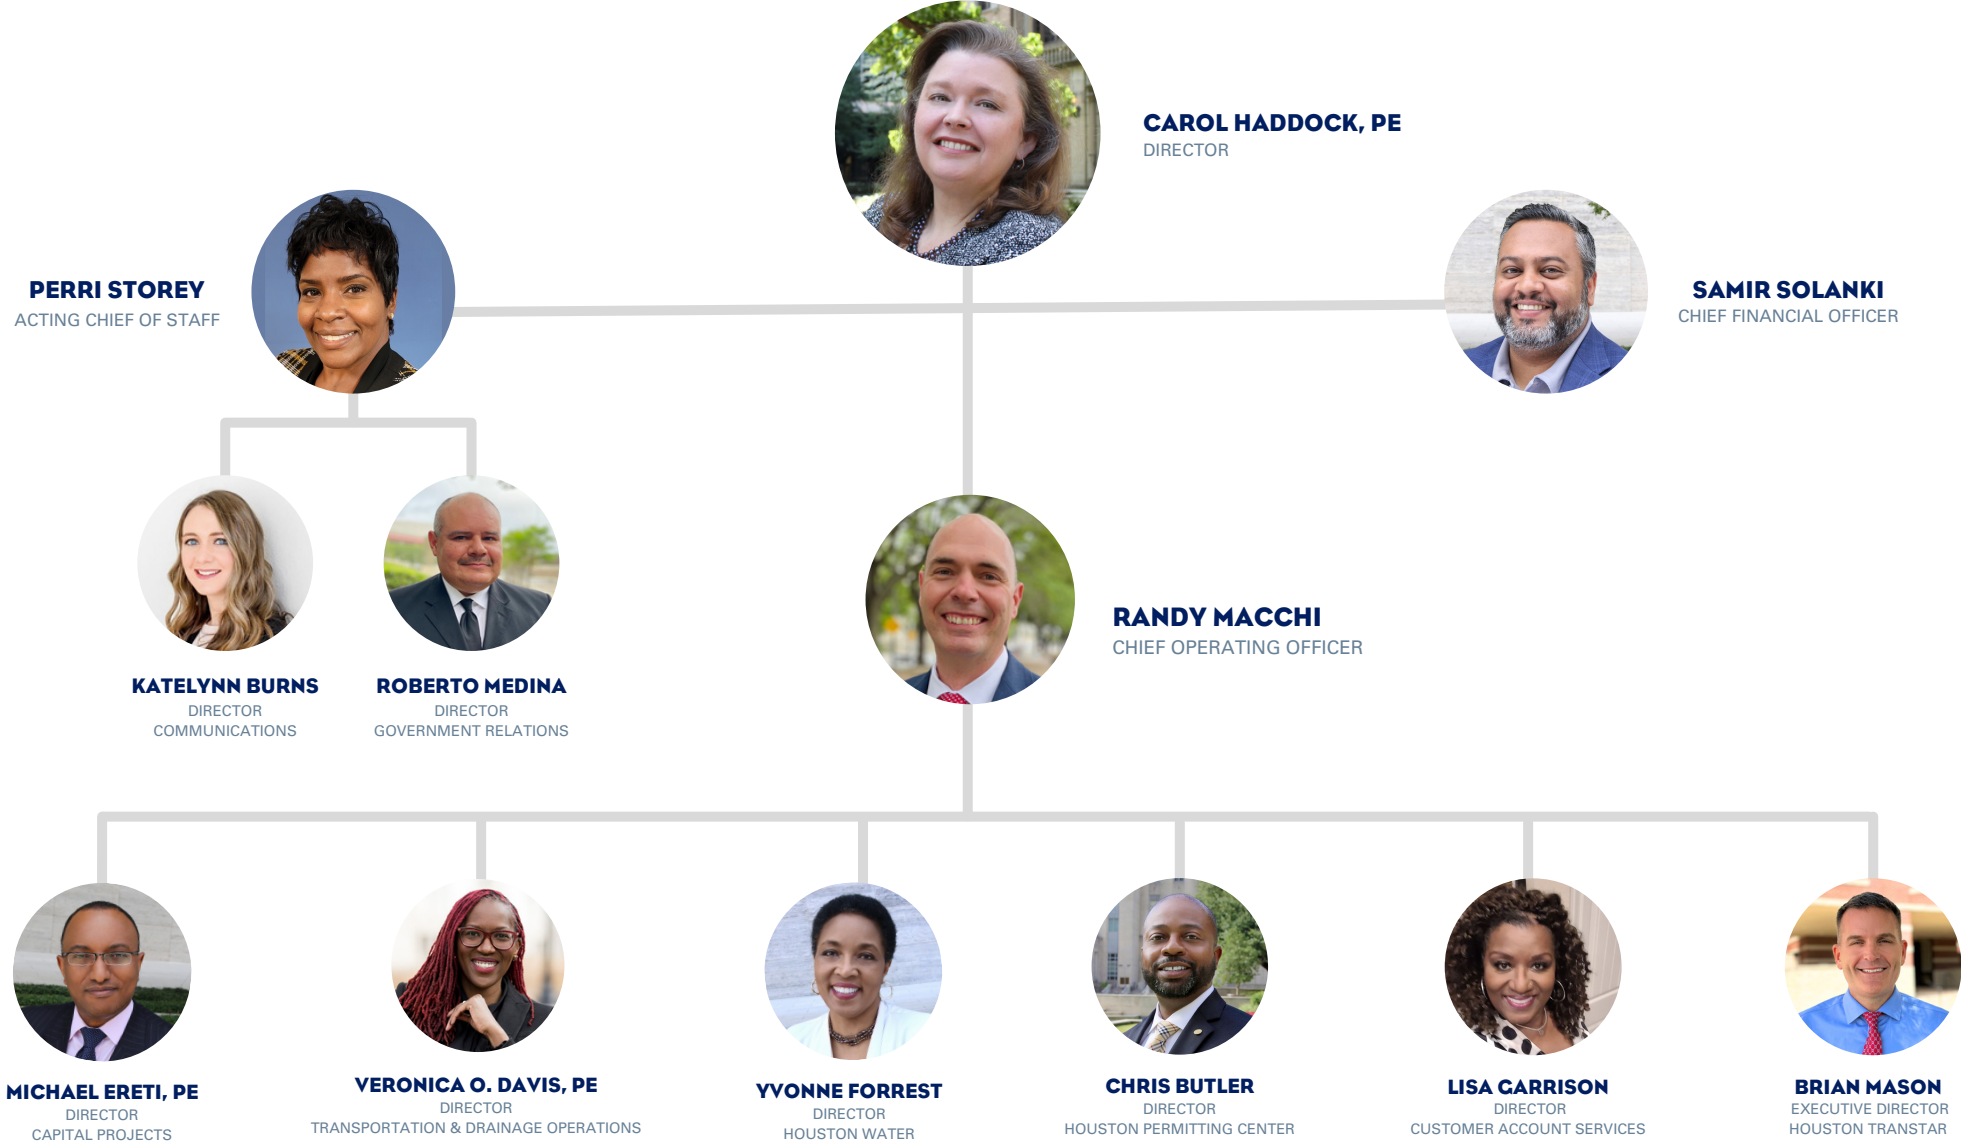 CAROL HADDOCK, PE
DIRECTOR
PERRI STOREY
ACTING CHIEF OF STAFF
SAMIR SOLANKI
CHIEF FINANCIAL OFFICER
RANDY MACCHI
CHIEF OPERATING OFFICER
KATELYNN BURNS
DIRECTOR
COMMUNICATIONS
ROBERTO MEDINA
DIRECTOR
GOVERNMENT RELATIONS
MICHAEL ERETI, PE
DIRECTOR
CAPITAL PROJECTS
VERONICA O. DAVIS, PE
DIRECTOR
TRANSPORTATION & DRAINAGE OPERATIONS
YVONNE FORREST
DIRECTOR
HOUSTON WATER
CHRIS BUTLER
DIRECTOR
HOUSTON PERMITTING CENTER
LISA GARRISON
DIRECTOR
CUSTOMER ACCOUNT SERVICES
BRIAN MASON
EXECUTIVE DIRECTOR
HOUSTON TRANSTAR